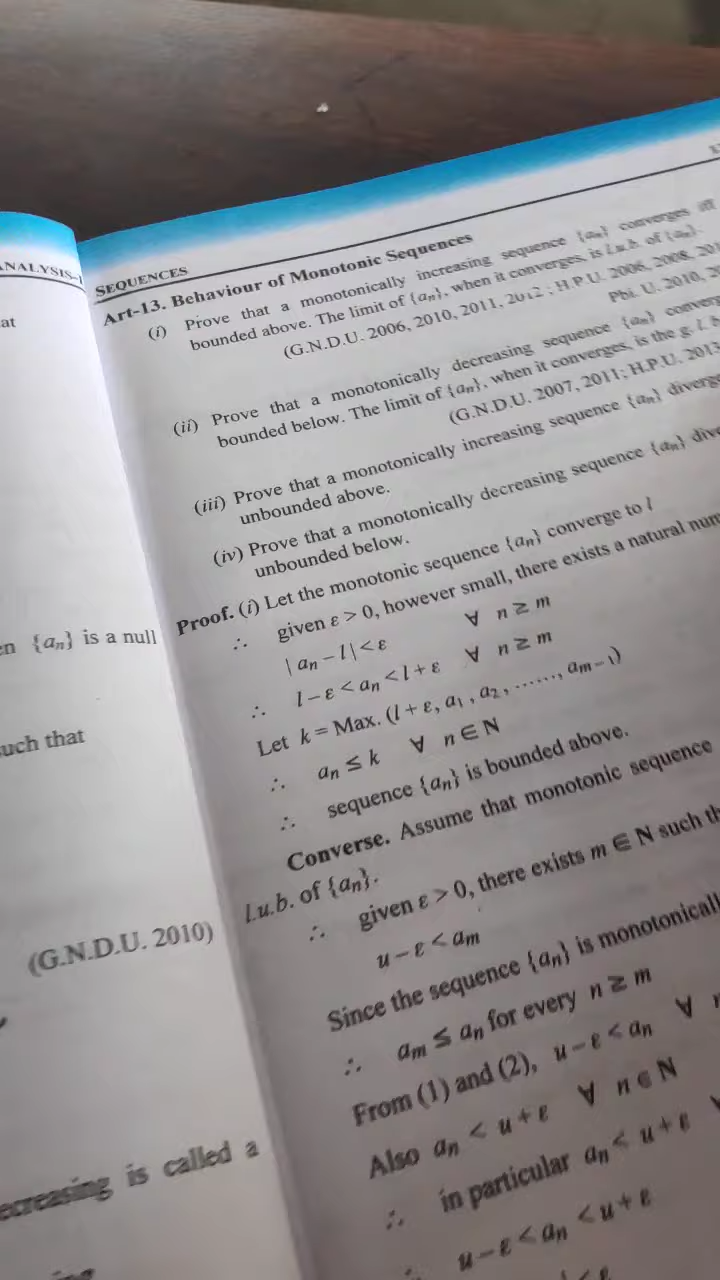 ANALYSIS-
at
en {aₙ} is a null
such that
(G.N.D.U. 2010)
ecreasing is called a
SEQUENCES
Art-13. Behaviour of Monotonic Sequences
(i) Prove that a monotonically increasing sequence {aₙ} converges iff
bounded above. The limit of {aₙ}, when it converges, is l.u.b. of {aₙ}.
(G.N.D.U. 2006, 2010, 2011, 2012 ; H.P.U. 2006, 2008,
Pbi. U. 2010,
(ii) Prove that a monotonically decreasing sequence {aₙ} converg
bounded below. The limit of {aₙ}, when it converges, is the g. l.
(G.N.D.U. 2007, 2011; H.P.U. 2013
(iii) Prove that a monotonically increasing sequence {aₙ} diverge
unbounded above.
(iv) Prove that a monotonically decreasing sequence {aₙ} dive
unbounded below.
Proof. (i) Let the monotonic sequence {aₙ} converge to l
∴ given ε > 0, however small, there exists a natural num
| aₙ – l | < ε ∀ n ≥ m
∴ l – ε < aₙ < l + ε ∀ n ≥ m
Let k = Max. (l + ε, a₁ , a₂ , ......, aₘ₋₁)
∴ aₙ ≤ k ∀ n ∈ N
∴ sequence {aₙ} is bounded above.
Converse. Assume that monotonic sequence
l.u.b. of {aₙ}.
∴ given ε > 0, there exists m ∈ N such th
u – ε < aₘ
Since the sequence {aₙ} is monotonicall
∴ aₘ ≤ aₙ for every n ≥ m
From (1) and (2), u – ε < aₙ ∀
Also aₙ < u + ε ∀ n ∈ N
∴ in particular aₙ < u + ε
∴ u – ε < aₙ < u + ε